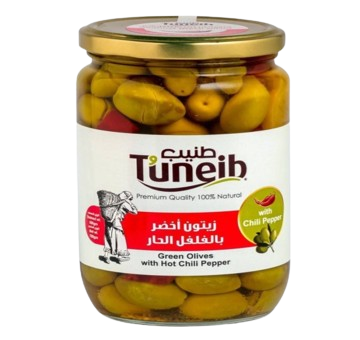 طنيب
Tuneib
Premium Quality 100% Natural
with
Chili Pepper
زيتون أخضر
بالفلفل الحار
Green Olives
with Hot Chili Pepper